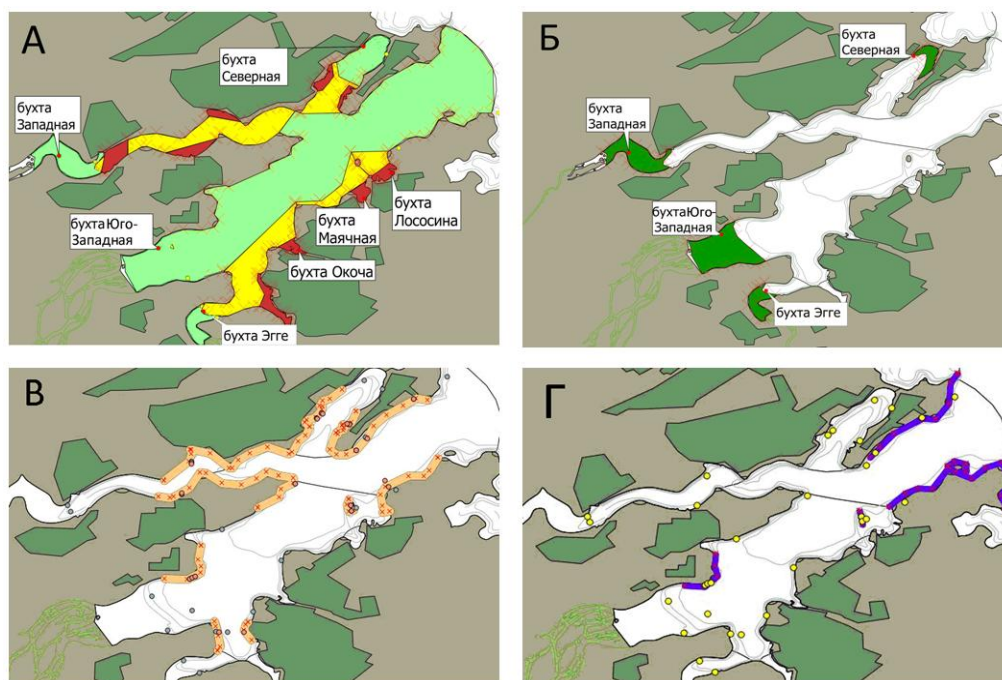 А
бухта
Северная
бухта
Западная
бухта Юго-
Западная
бухта
Маячная
бухта
Лососина
бухта Окоча
бухта Эгге
Б
бухта
Северная
бухта
Западная
бухтаЮго-
Западная
бухта Эгге
В
Г